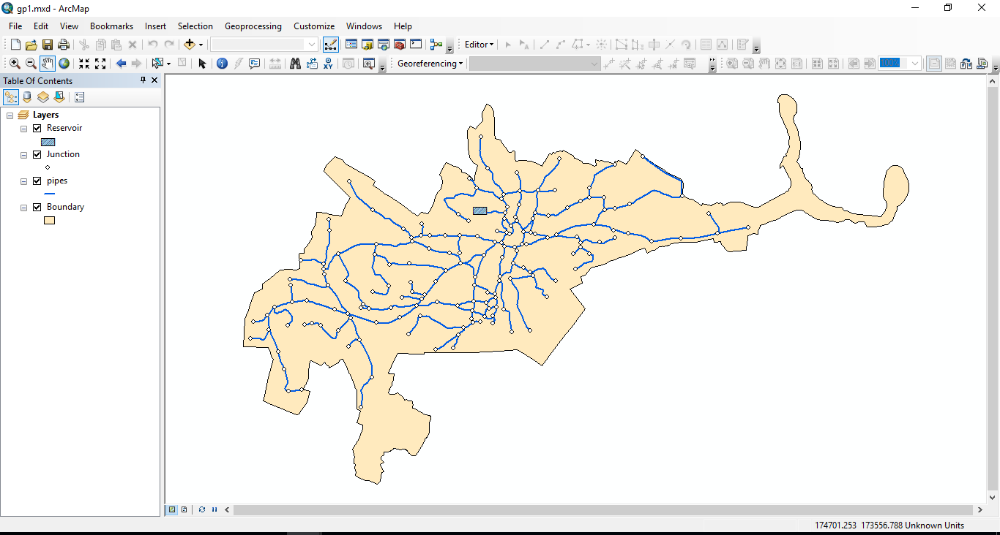 gp1.mxd - ArcMap
File Edit View Bookmarks Insert Selection Geoprocessing Customize Windows Help
Editor
Georeferencing 100%
Table Of Contents
Layers
Reservoir
Junction
pipes
Boundary
174701.253 173556.788 Unknown Units